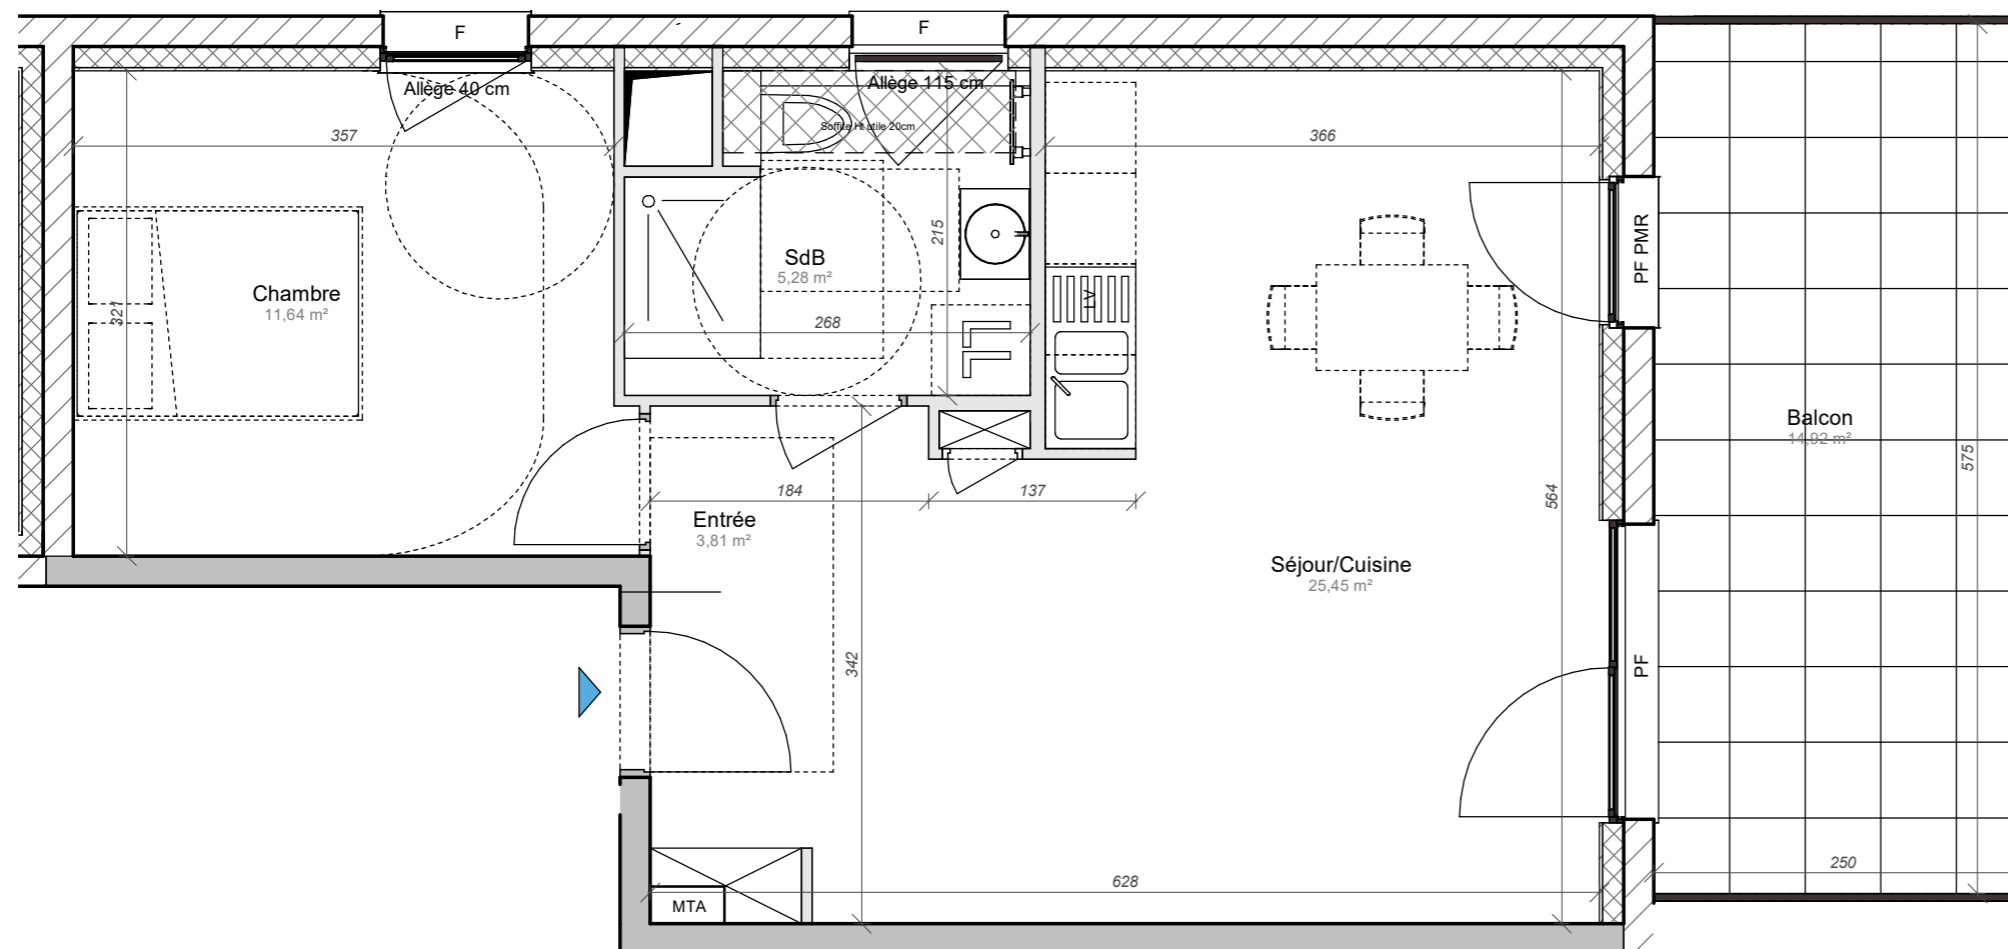 F
F
Allège 40 cm
Allège 115 cm
Soffite Ht utile 20cm
357
366
PF PMR
215
SdB
5,28 m²
Chambre
11,64 m²
321
LV
268
Balcon
14,92 m²
575
184
137
564
Entrée
3,81 m²
Séjour/Cuisine
25,45 m²
342
PF
250
628
MTA
LL